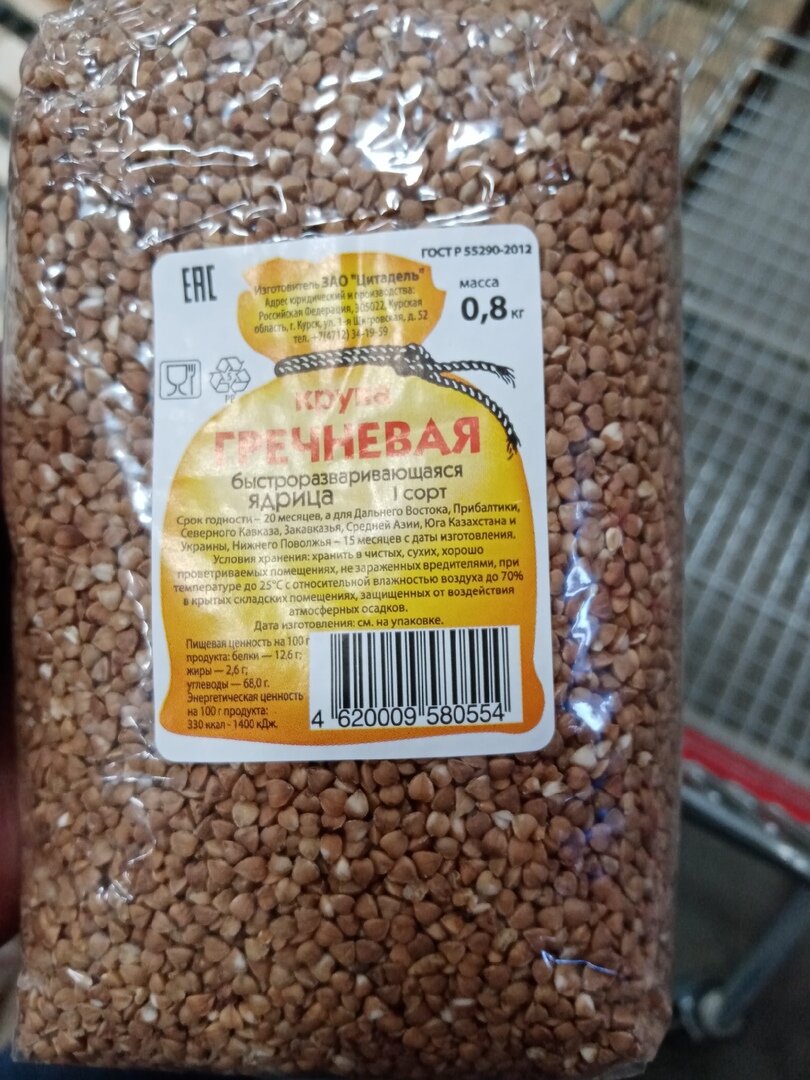 ГОСТ Р 55290-2012
ЕАС
Изготовитель ЗАО "Цитадель"
Адрес юридический и производства:
Российская Федерация, 305022, Курская
область, г. Курск, ул. 3-я Щигровская, д. 52
тел. +7(4712) 34-19-59
масса
0,8 кг
5
PP
крупа
ГРЕЧНЕВАЯ
быстроразваривающаяся
ядрица I сорт
Срок годности – 20 месяцев, а для Дальнего Востока, Прибалтики,
Северного Кавказа, Закавказья, Средней Азии, Юга Казахстана и
Украины, Нижнего Поволжья – 15 месяцев с даты изготовления.
Условия хранения: хранить в чистых, сухих, хорошо
проветриваемых помещениях, не зараженных вредителями, при
температуре до 25°С с относительной влажностью воздуха до 70%
в крытых складских помещениях, защищенных от воздействия
атмосферных осадков.
Дата изготовления: см. на упаковке.
Пищевая ценность на 100 г
продукта: белки — 12,6 г;
жиры — 2,6 г;
углеводы — 68,0 г.
Энергетическая ценность
на 100 г продукта:
330 ккал - 1400 кДж.
4 620009 580554